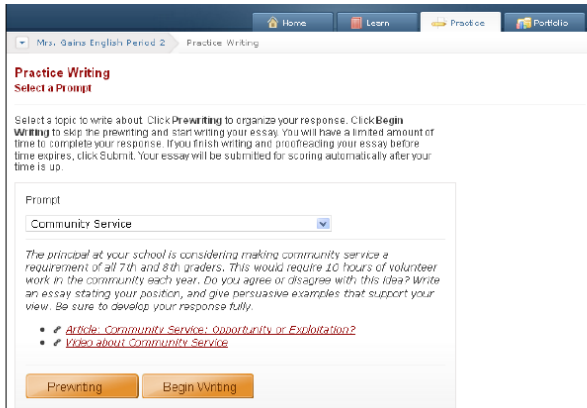 Home Learn Practice Portfolio
Mrs. Gains English Period 2 Practice Writing
Practice Writing
Select a Prompt
Select a topic to write about. Click Prewriting to organize your response. Click Begin
Writing to skip the prewriting and start writing your essay. You will have a limited amount of
time to complete your response. If you finish writing and proofreading your essay before
time expires, click Submit. Your essay will be submitted for scoring automatically after your
time is up.
Prompt
Community Service
The principal at your school is considering making community service a
requirement of all 7th and 8th graders. This would require 10 hours of volunteer
work in the community each year. Do you agree or disagree with this idea? Write
an essay stating your position, and give persuasive examples that support your
view. Be sure to develop your response fully.
Article: Community Service: Opportunity or Exploitation?
Video about Community Service
Prewriting Begin Writing